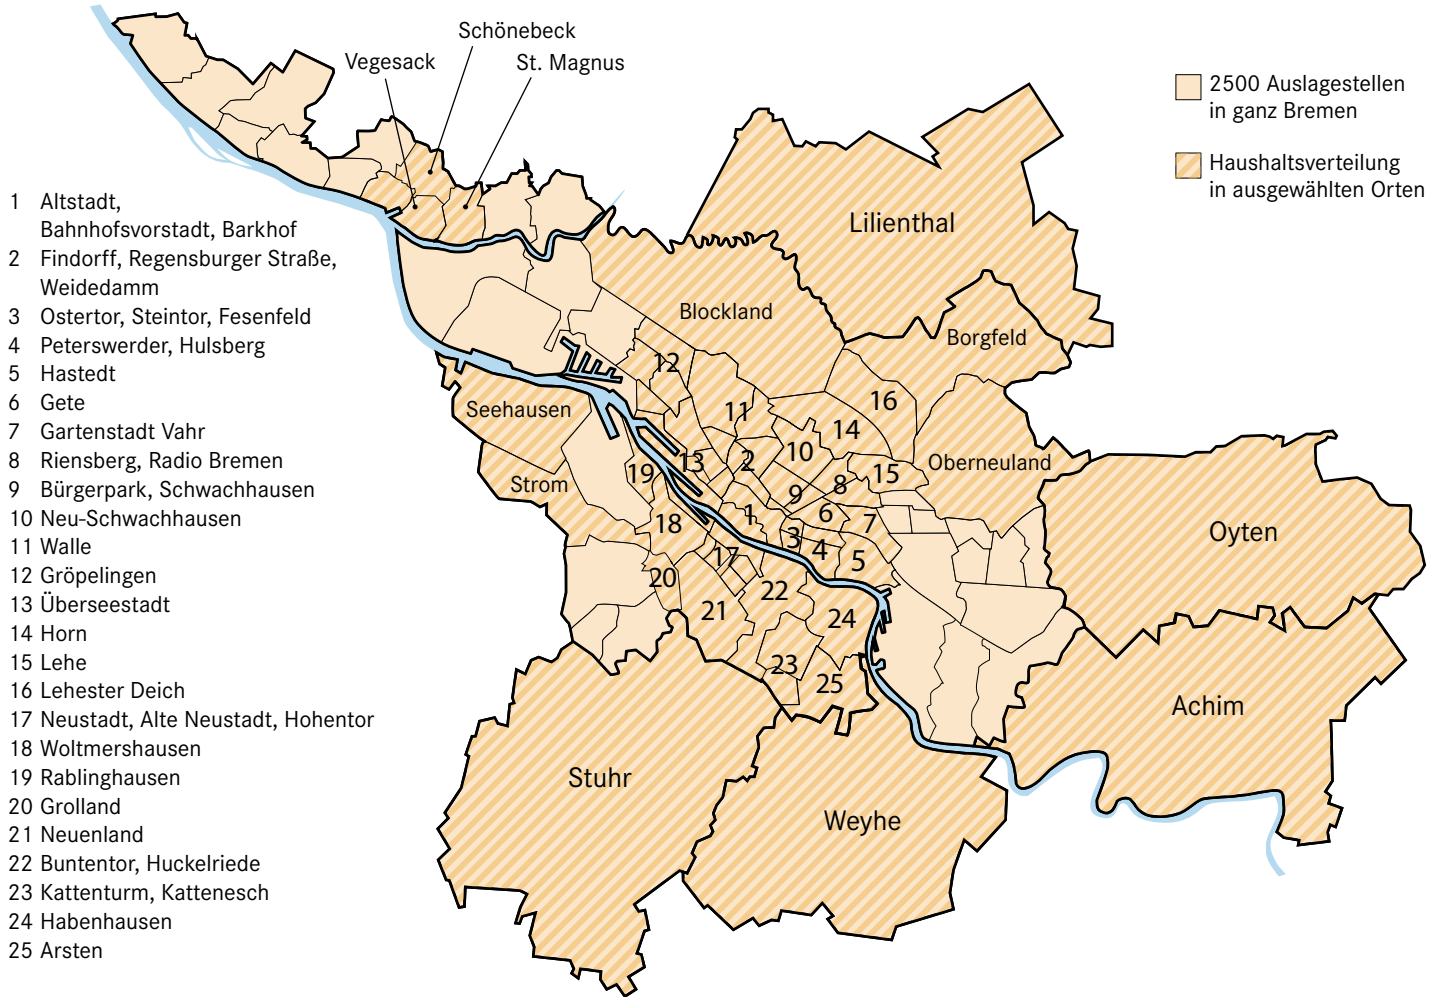 Schönebeck
Vegesack
St. Magnus
2500 Auslagestellen
in ganz Bremen
Haushaltsverteilung
in ausgewählten Orten
1 Altstadt,
Bahnhofsvorstadt, Barkhof
2 Findorff, Regensburger Straße,
Weidedamm
3 Ostertor, Steintor, Fesenfeld
4 Peterswerder, Hulsberg
5 Hastedt
6 Gete
7 Gartenstadt Vahr
8 Riensberg, Radio Bremen
9 Bürgerpark, Schwachhausen
10 Neu-Schwachhausen
11 Walle
12 Gröpelingen
13 Überseestadt
14 Horn
15 Lehe
16 Lehester Deich
17 Neustadt, Alte Neustadt, Hohentor
18 Woltmershausen
19 Rablinghausen
20 Grolland
21 Neuenland
22 Buntentor, Huckelriede
23 Kattenturm, Kattenesch
24 Habenhausen
25 Arsten
Lilienthal
Blockland
Borgfeld
12
16
Seehausen
11
14
10
13
2
Oberneuland
19
15
Strom
8
9
1
6
7
18
Oyten
3
4
17
5
20
22
21
24
23
25
Achim
Stuhr
Weyhe